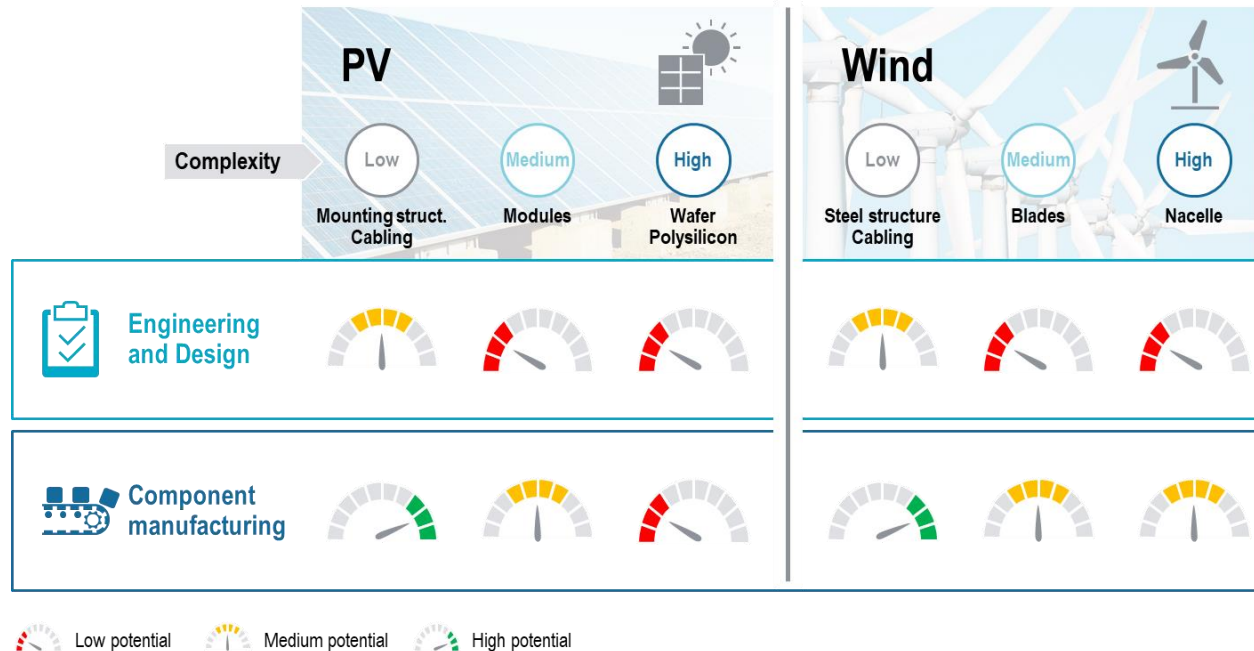 PV
Wind
Complexity
Low
Medium
High
Low
Medium
High
Mounting struct.
Cabling
Modules
Wafer
Polysilicon
Steel structure
Cabling
Blades
Nacelle
Engineering
and Design
Component
manufacturing
Low potential
Medium potential
High potential